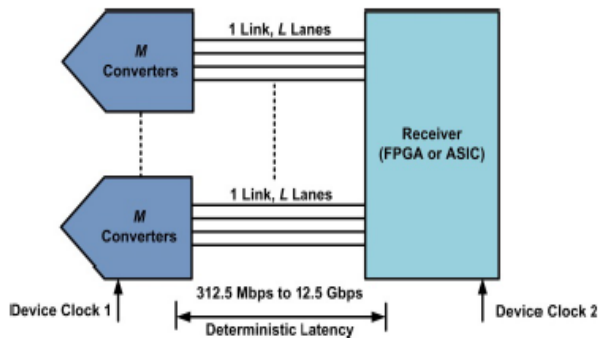 1 Link, L Lanes
M
Converters
Receiver
(FPGA or ASIC)
1 Link, L Lanes
M
Converters
312.5 Mbps to 12.5 Gbps
Device Clock 1
Device Clock 2
Deterministic Latency